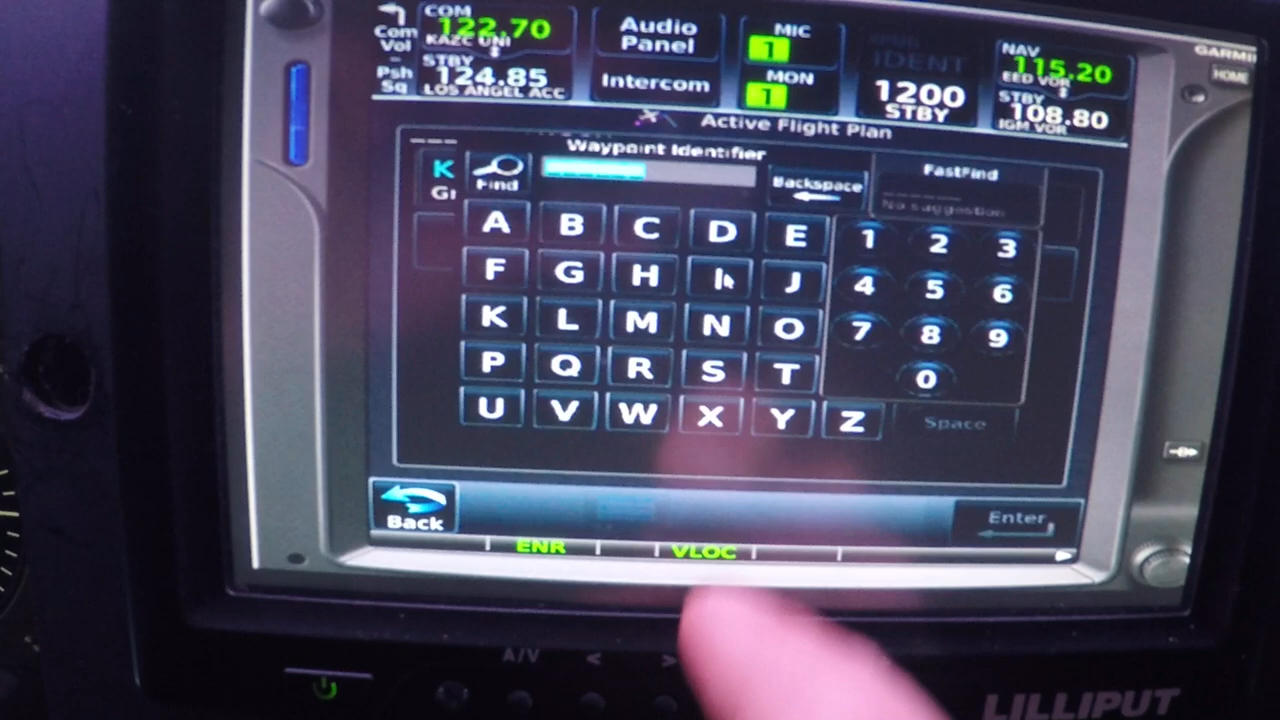 Com
Vol
Psh
Sq
COM
122.70
KAZC UNI
STBY
124.85
LOS ANGEL ACC
Audio
Panel
Intercom
MIC
1
MON
1
IDENT
1200
STBY
NAV
115.20
EED VOR
STBY
108.80
IGM VOR
GARMIN
HOME
Active Flight Plan
Waypoint Identifier
K
Find
Backspace
FastFind
No suggestion
A B C D E 1 2 3
F G H I J 4 5 6
K L M N O 7 8 9
P Q R S T 0
U V W X Y Z Space
Back
Enter
ENR
VLOC
A/V < >
LILLIPUT